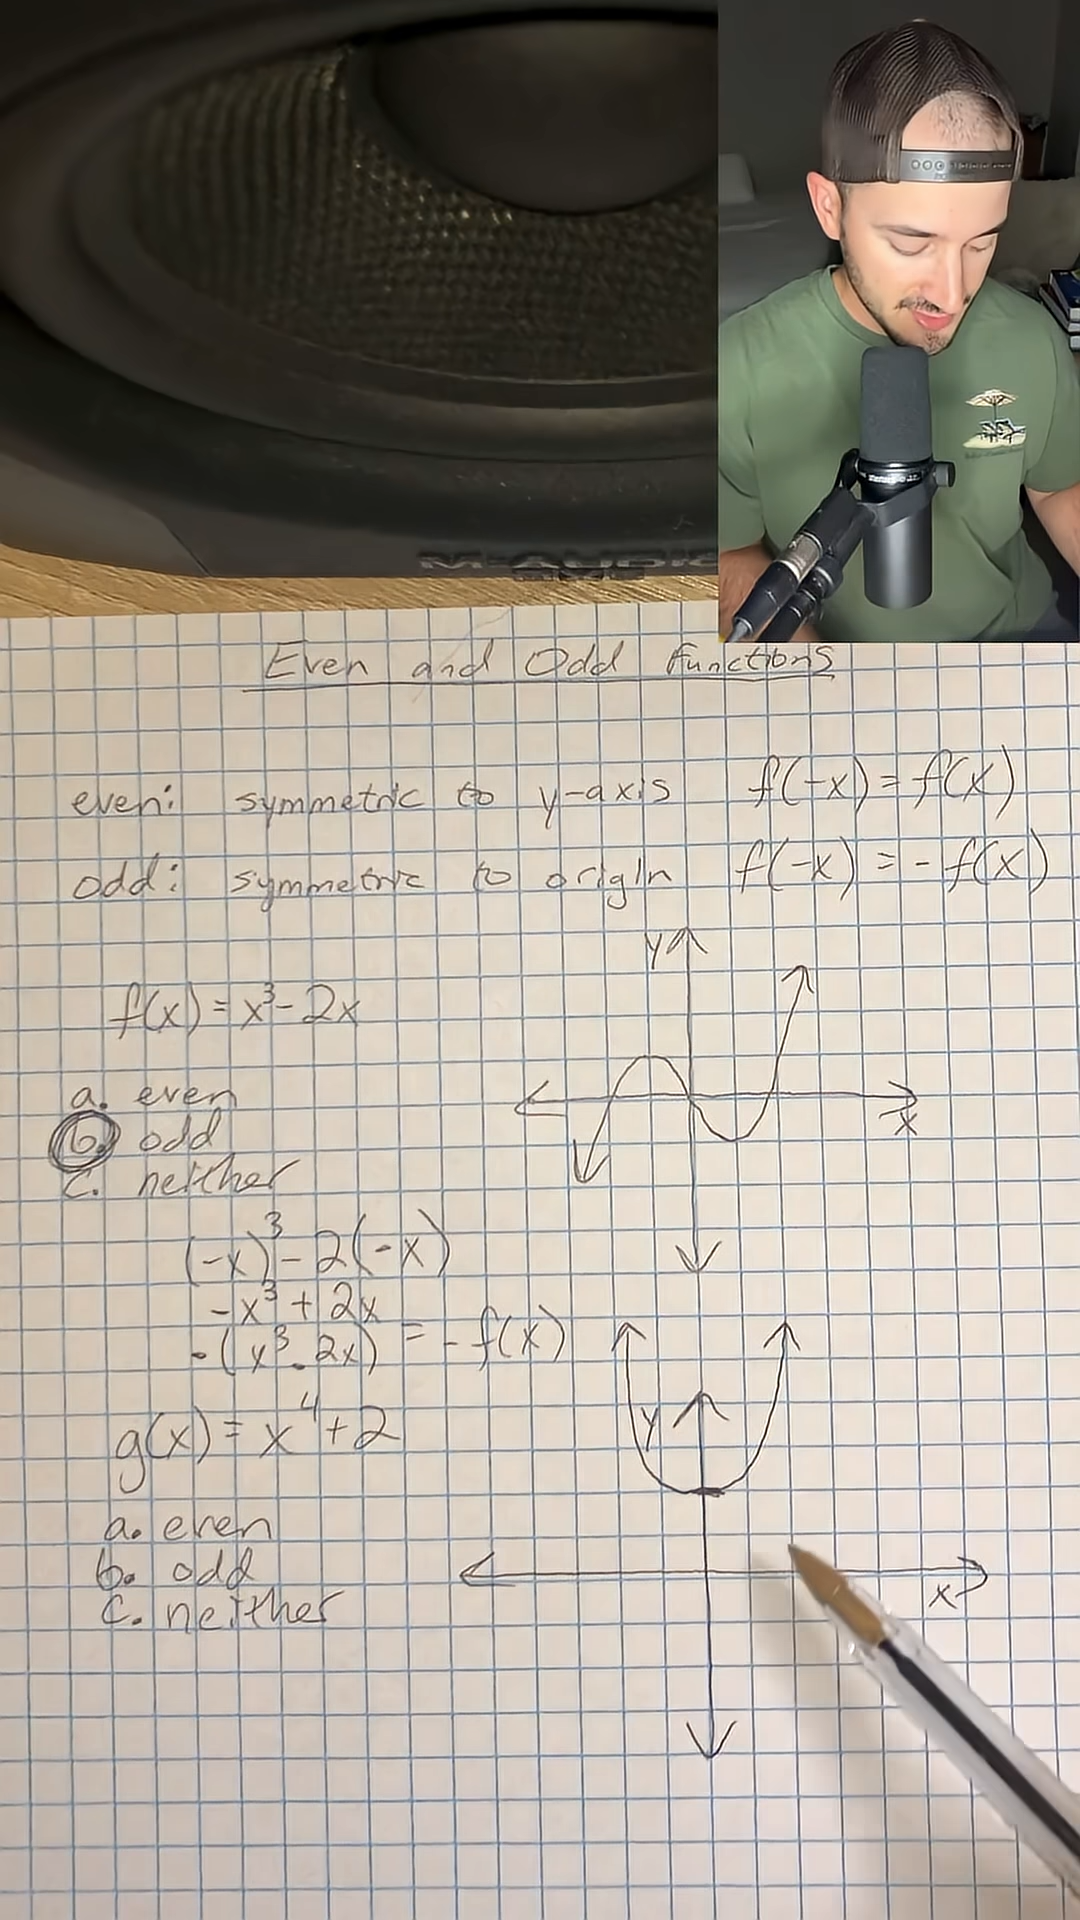 M-AUDIO
Even and Odd Functions
even: symmetric to y-axis f(-x) = f(x)
odd: symmetric to origin f(-x) = -f(x)
f(x) = x³ - 2x
a. even
b. odd
c. neither
y
x
(-x)³ - 2(-x)
-x³ + 2x
-(x³ - 2x) = -f(x)
g(x) = x⁴ + 2
a. even
b. odd
c. neither
y
x